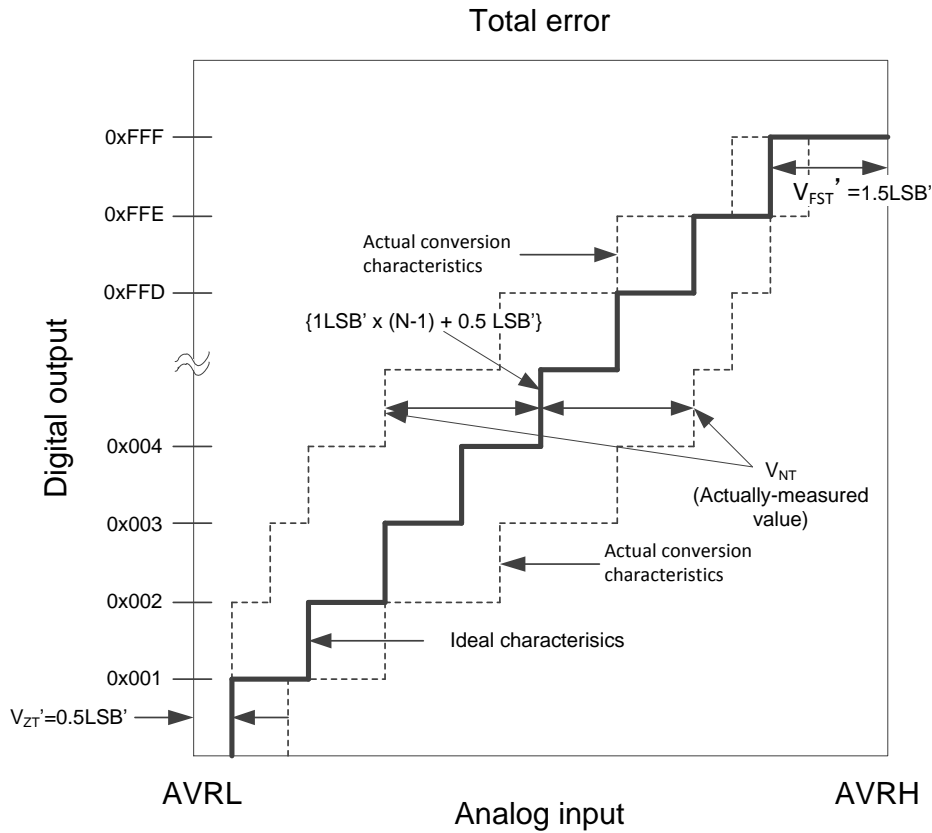 Total error
0xFFF
0xFFE
0xFFD
0x004
0x003
0x002
0x001
Digital output
V_FST' =1.5LSB'
Actual conversion
characteristics
{1LSB' x (N-1) + 0.5 LSB'}
V_NT
(Actually-measured
value)
Actual conversion
characteristics
Ideal characterisics
V_ZT'=0.5LSB'
AVRL
Analog input
AVRH